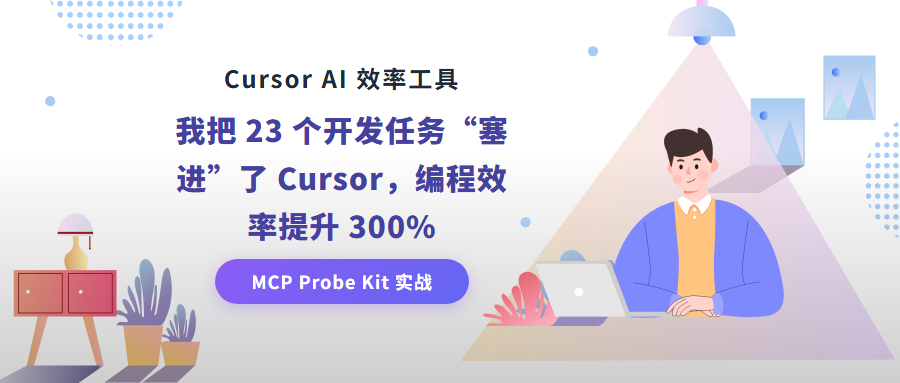 Cursor AI 效率工具
我把 23 个开发任务“塞
进”了 Cursor，编程效
率提升 300%
MCP Probe Kit 实战